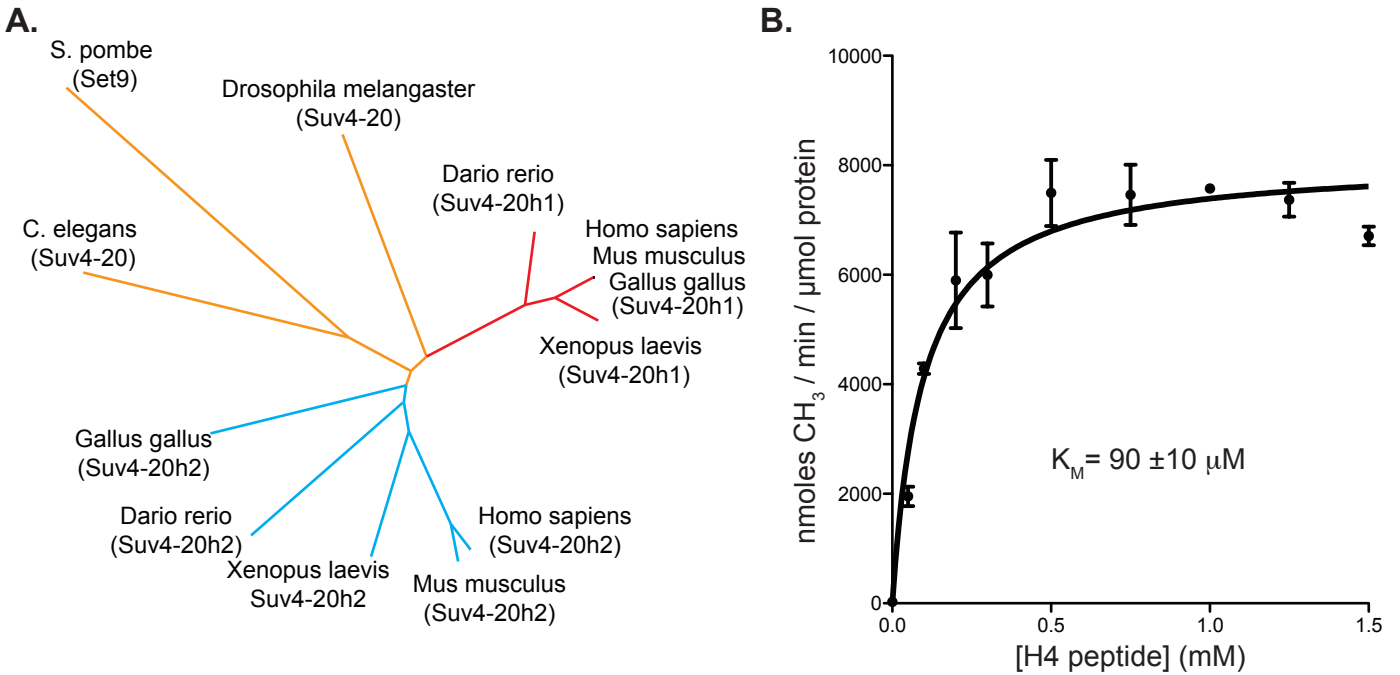 A.
S. pombe
(Set9)
Drosophila melangaster
(Suv4-20)
Dario rerio
(Suv4-20h1)
C. elegans
(Suv4-20)
Homo sapiens
Mus musculus
Gallus gallus
(Suv4-20h1)
Xenopus laevis
(Suv4-20h1)
Gallus gallus
(Suv4-20h2)
Dario rerio
(Suv4-20h2)
Xenopus laevis
Suv4-20h2
Homo sapiens
(Suv4-20h2)
Mus musculus
(Suv4-20h2)
B.
nmoles CH₃ / min / µmol protein
10000
8000
6000
4000
2000
0
K_M= 90 ±10 µM
0.0
0.5
1.0
1.5
[H4 peptide] (mM)